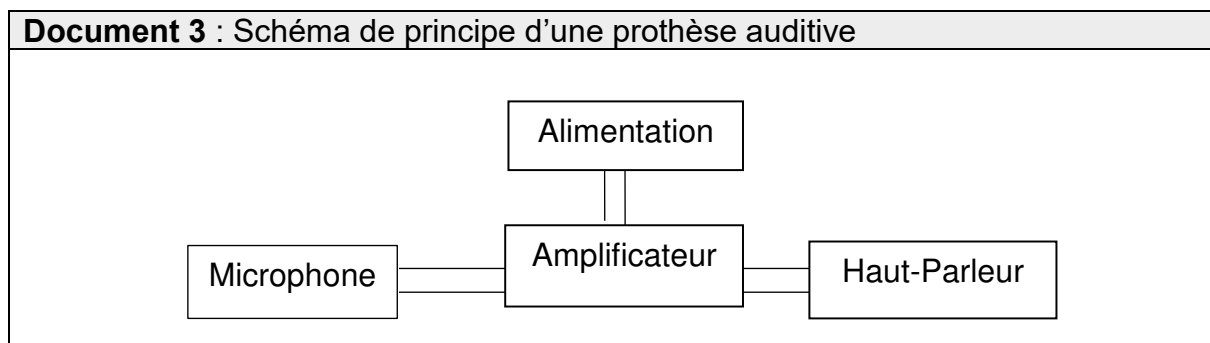 Document 3 : Schéma de principe d’une prothèse auditive
Alimentation
Amplificateur
Microphone
Haut-Parleur